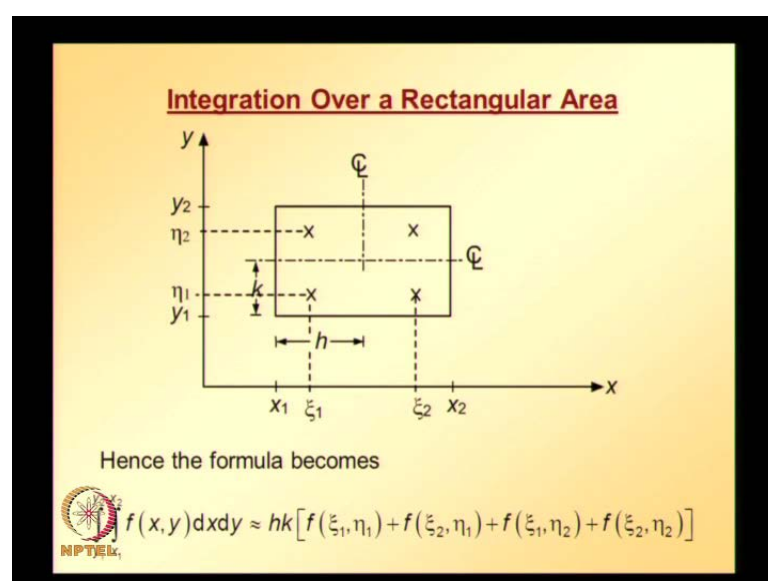 Integration Over a Rectangular Area
y
℄
y2
η2
x x
℄
k
η1
x x
y1
h
x
x1 ξ1 ξ2 x2
Hence the formula becomes
∫∫ f(x,y)dxdy ≈ hk[f(ξ1,η1)+f(ξ2,η1)+f(ξ1,η2)+f(ξ2,η2)]
NPTEL